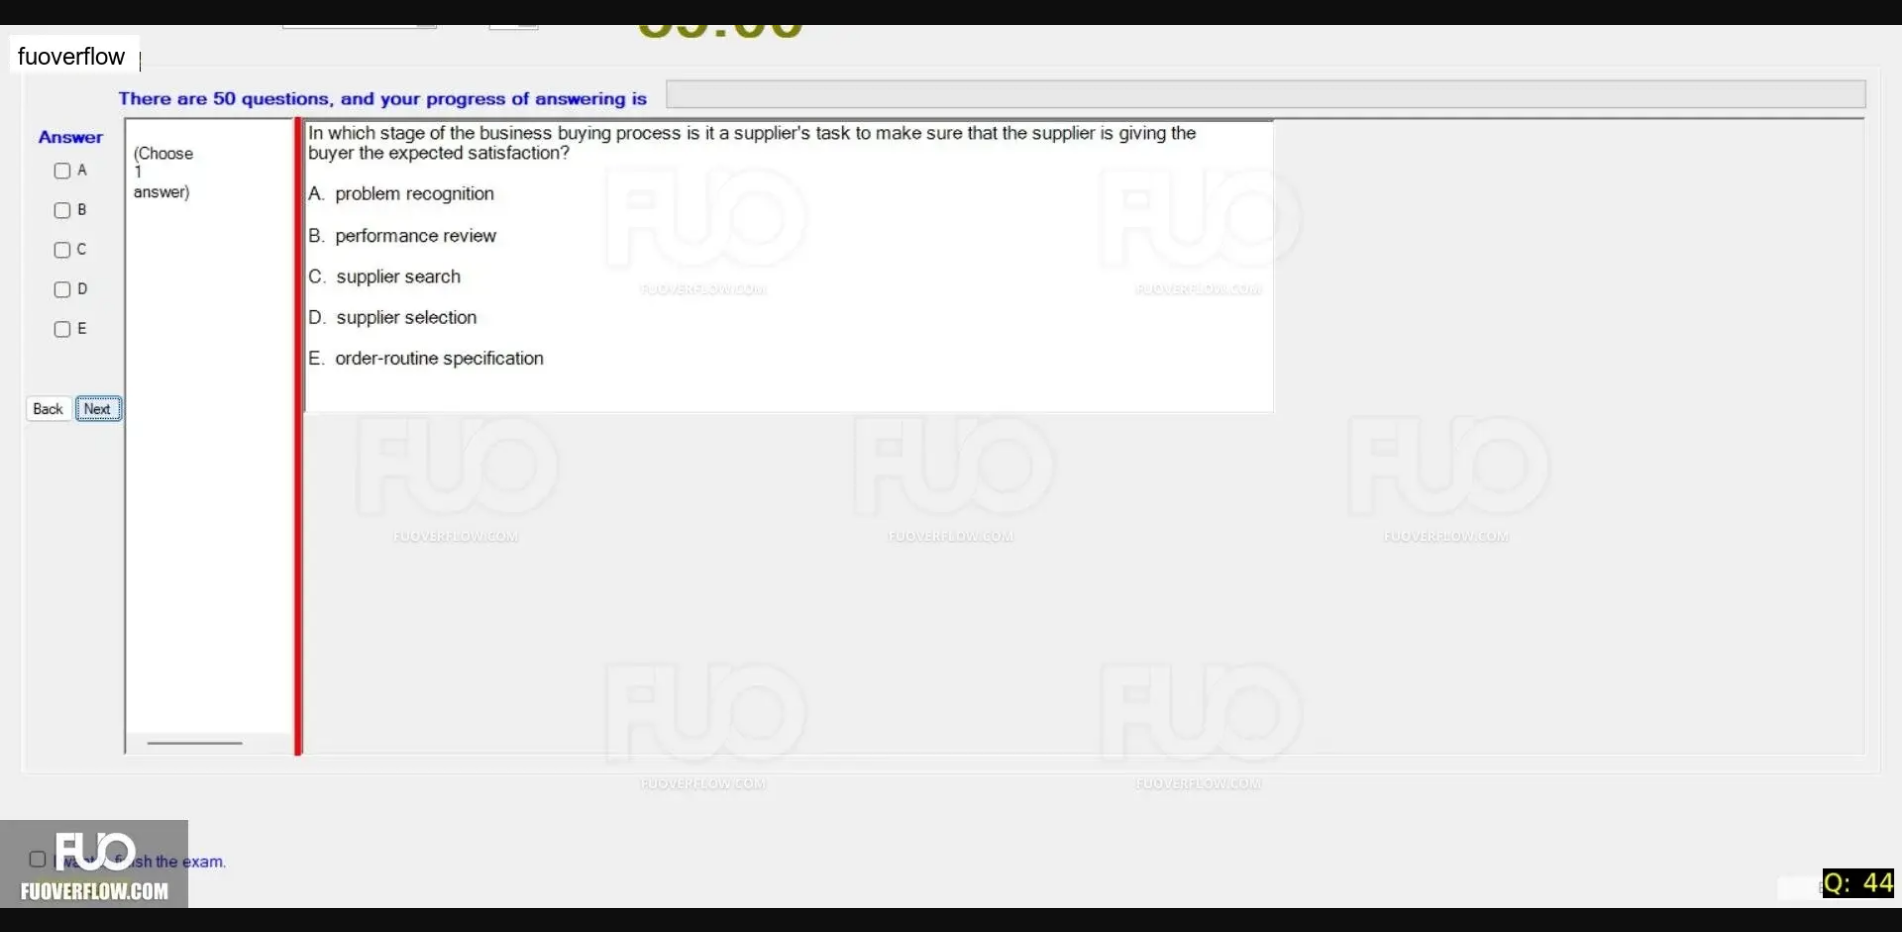 fuoverflow
There are 50 questions, and your progress of answering is
Answer
A
B
C
D
E
Back Next
(Choose
1
answer)
In which stage of the business buying process is it a supplier's task to make sure that the supplier is giving the
buyer the expected satisfaction?
A. problem recognition
B. performance review
C. supplier search
D. supplier selection
E. order-routine specification
FUO
FUOVERFLOW.COM
FUO
FUOVERFLOW.COM
FUO
FUOVERFLOW.COM
FUO
FUOVERFLOW.COM
FUO
FUOVERFLOW.COM
FUO
FUOVERFLOW.COM
FUO
FUOVERFLOW.COM
the exam.
FUO
FUOVERFLOW.COM
Q: 44